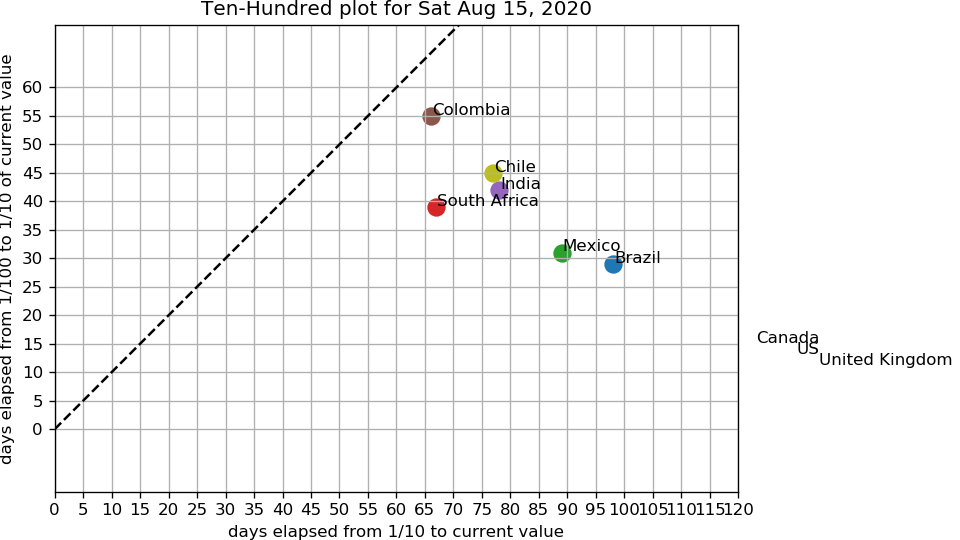 Ten-Hundred plot for Sat Aug 15, 2020
days elapsed from 1/100 to 1/10 of current value
60
55
50
45
40
35
30
25
20
15
10
5
0
Colombia
Chile
India
South Africa
Mexico
Brazil
Canada
US
United Kingdom
0 5 10 15 20 25 30 35 40 45 50 55 60 65 70 75 80 85 90 95 100 105 110 115 120
days elapsed from 1/10 to current value